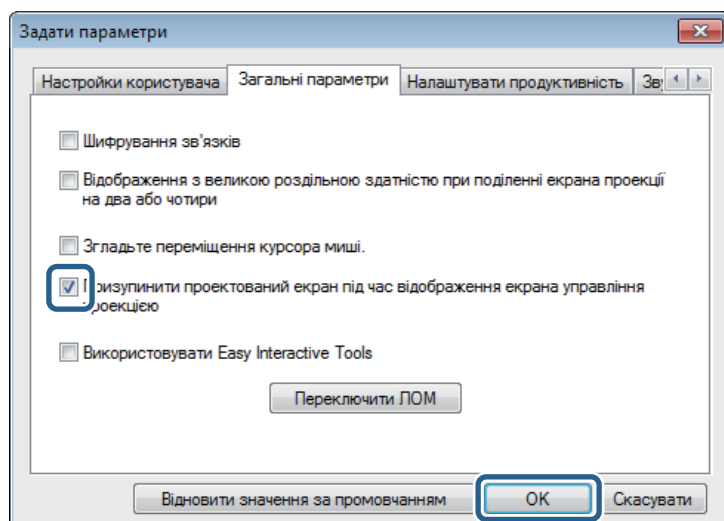 Задати параметри
Настройки користувача Загальні параметри Налаштувати продуктивність Зв
Шифрування зв'язків
Відображення з великою роздільною здатністю при поділенні екрана проекції
на два або чотири
Згладьте переміщення курсора миші.
Призупинити проектований екран під час відображення екрана управління
проекцією
Використовувати Easy Interactive Tools
Переключити ЛОМ
Відновити значення за промовчанням OK Скасувати